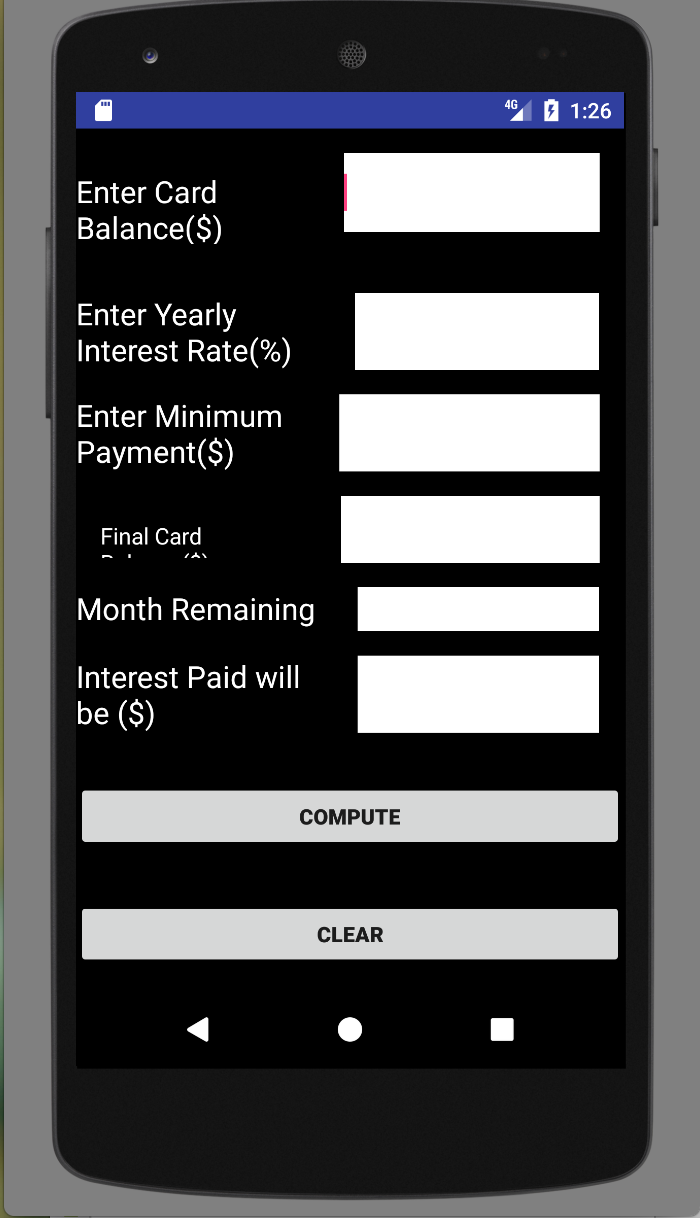 4G 1:26
Enter Card
Balance($)
Enter Yearly
Interest Rate(%)
Enter Minimum
Payment($)
Final Card
Month Remaining
Interest Paid will
be ($)
COMPUTE
CLEAR